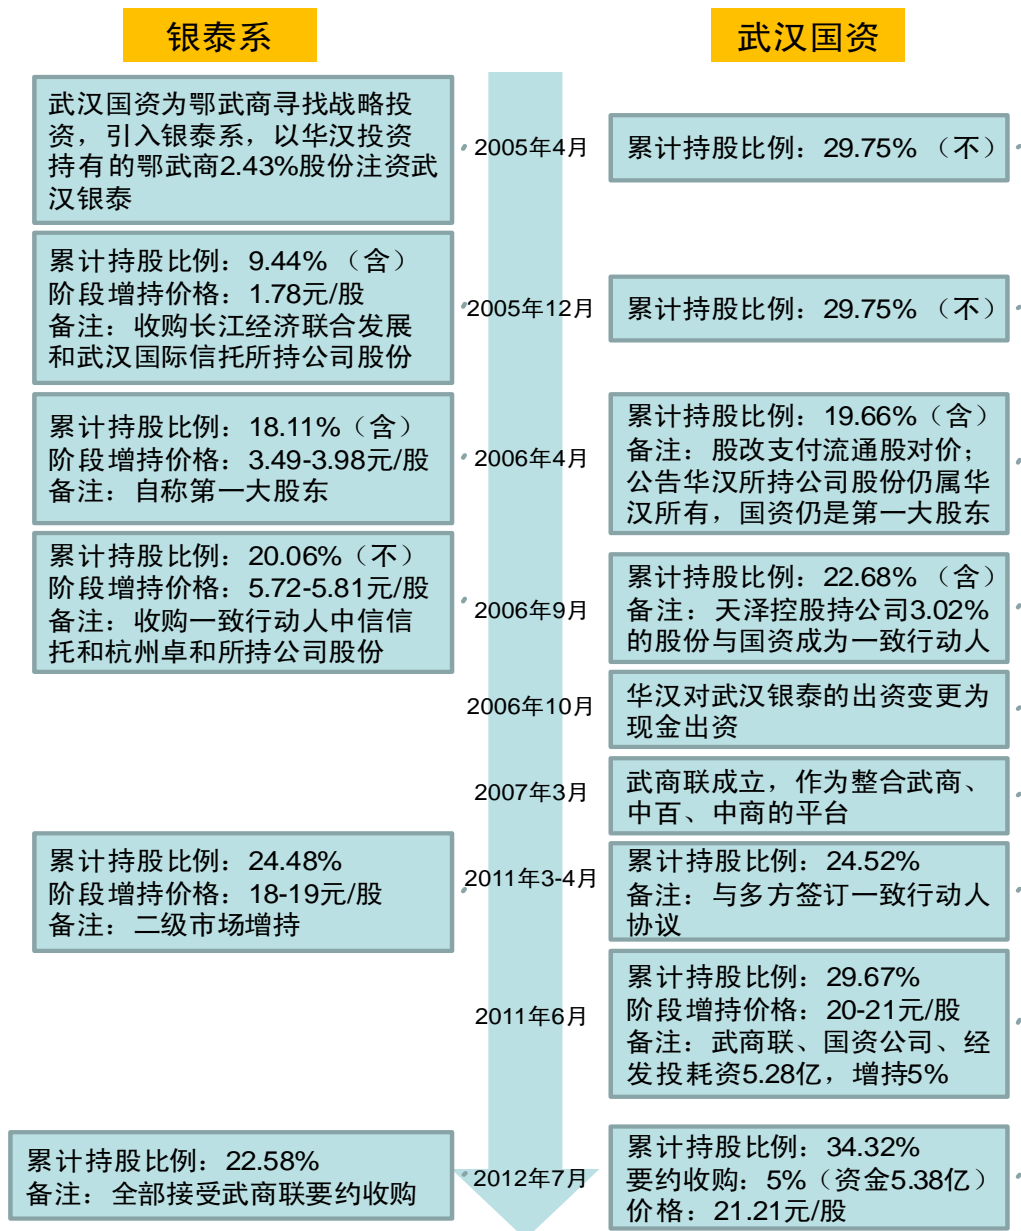 银泰系
武汉国资
武汉国资为鄂武商寻找战略投
资，引入银泰系，以华汉投资
持有的鄂武商2.43%股份注资武
汉银泰
2005年4月
累计持股比例：29.75% （不）
累计持股比例：9.44% （含）
阶段增持价格：1.78元/股
备注：收购长江经济联合发展
和武汉国际信托所持公司股份
2005年12月
累计持股比例：29.75% （不）
累计持股比例：18.11%（含）
阶段增持价格：3.49-3.98元/股
备注：自称第一大股东
2006年4月
累计持股比例：19.66%（含）
备注：股改支付流通股对价；
公告华汉所持公司股份仍属华
汉所有，国资仍是第一大股东
累计持股比例：20.06%（不）
阶段增持价格：5.72-5.81元/股
备注：收购一致行动人中信信
托和杭州卓和所持公司股份
2006年9月
累计持股比例：22.68% （含）
备注：天泽控股持公司3.02%
的股份与国资成为一致行动人
2006年10月
华汉对武汉银泰的出资变更为
现金出资
2007年3月
武商联成立，作为整合武商、
中百、中商的平台
累计持股比例：24.48%
阶段增持价格：18-19元/股
备注：二级市场增持
2011年3-4月
累计持股比例：24.52%
备注：与多方签订一致行动人
协议
2011年6月
累计持股比例：29.67%
阶段增持价格：20-21元/股
备注：武商联、国资公司、经
发投耗资5.28亿，增持5%
累计持股比例：22.58%
备注：全部接受武商联要约收购
2012年7月
累计持股比例：34.32%
要约收购：5%（资金5.38亿）
价格：21.21元/股